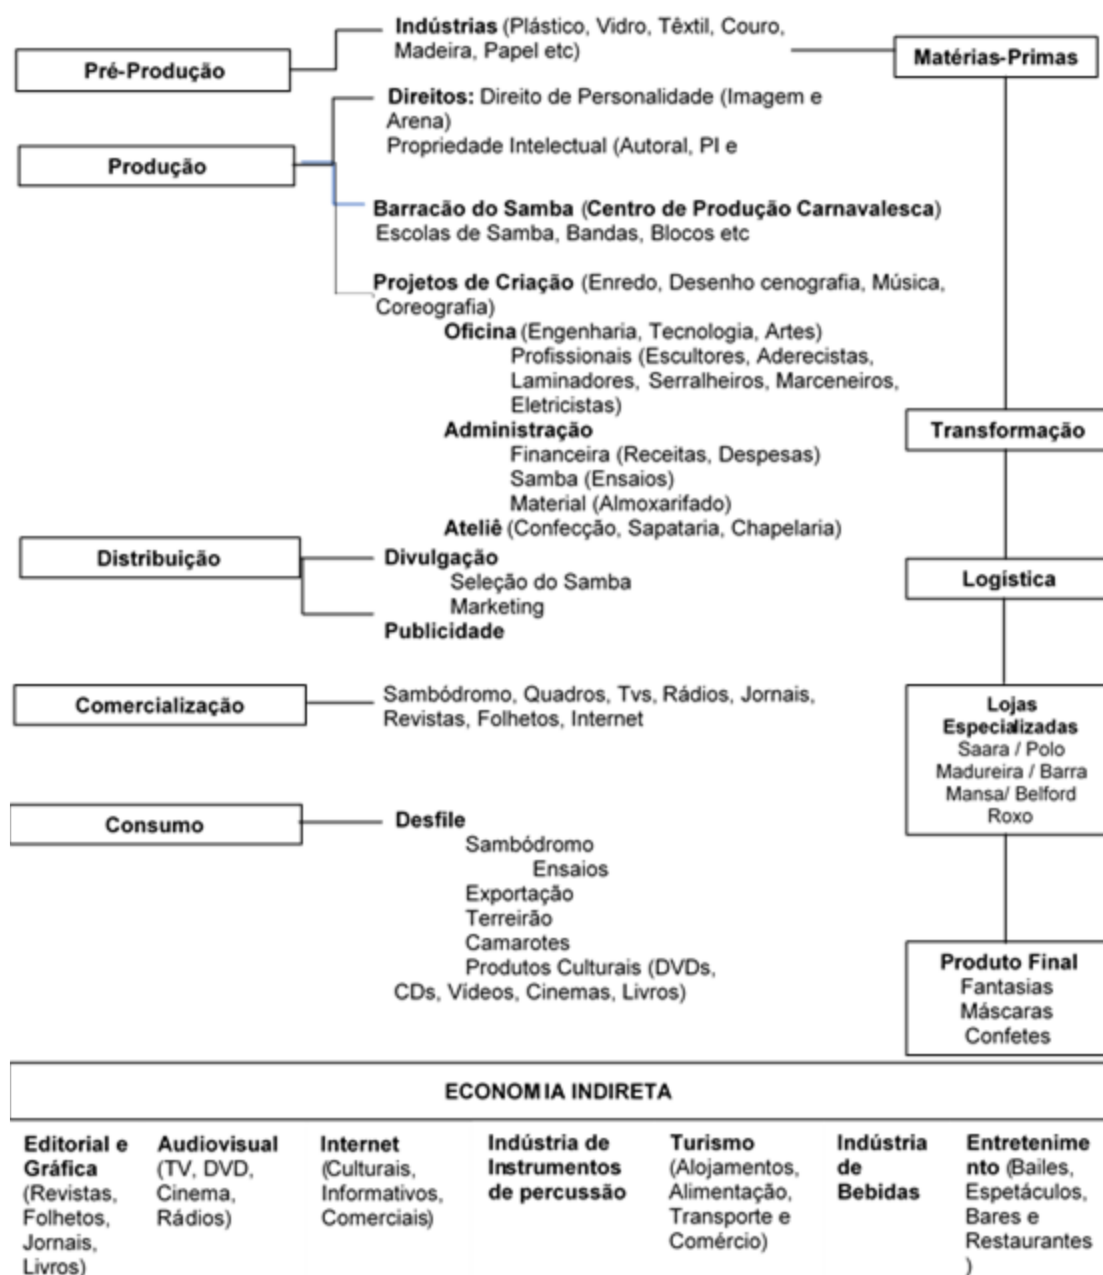 Pré-Produção
Indústrias (Plástico, Vidro, Têxtil, Couro,
Madeira, Papel etc)
Matérias-Primas
Produção
Direitos: Direito de Personalidade (Imagem e
Arena)
Propriedade Intelectual (Autoral, PI e
Barracão do Samba (Centro de Produção Carnavalesca)
Escolas de Samba, Bandas, Blocos etc
Projetos de Criação (Enredo, Desenho cenografia, Música,
Coreografia)
Oficina (Engenharia, Tecnologia, Artes)
Profissionais (Escultores, Aderecistas,
Laminadores, Serralheiros, Marceneiros,
Eletricistas)
Administração
Financeira (Receitas, Despesas)
Samba (Ensaios)
Material (Almoxarifado)
Ateliê (Confecção, Sapataria, Chapelaria)
Transformação
Distribuição
Divulgação
Seleção do Samba
Marketing
Publicidade
Logística
Comercialização
Sambódromo, Quadros, Tvs, Rádios, Jornais,
Revistas, Folhetos, Internet
Lojas
Especializadas
Saara / Polo
Madureira / Barra
Mansa/ Belford
Roxo
Consumo
Desfile
Sambódromo
Ensaios
Exportação
Terreirão
Camarotes
Produtos Culturais (DVDs,
CDs, Vídeos, Cinemas, Livros)
Produto Final
Fantasias
Máscaras
Confetes
ECONOMIA INDIRETA
Editorial e
Gráfica
(Revistas,
Folhetos,
Jornais,
Livros)
Audiovisual
(TV, DVD,
Cinema,
Rádios)
Internet
(Culturais,
Informativos,
Comerciais)
Indústria de
Instrumentos
de percussão
Turismo
(Alojamentos,
Alimentação,
Transporte e
Comércio)
Indústria
de
Bebidas
Entretenime
nto (Bailes,
Espetáculos,
Bares e
Restaurantes
)